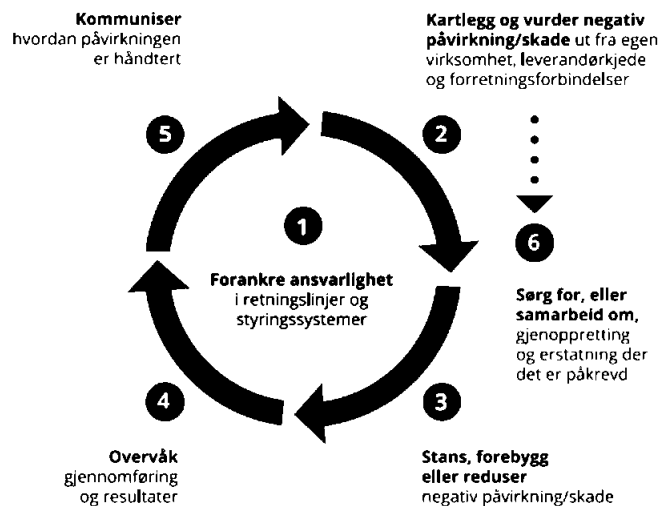 Kommuniser
hvordan påvirkningen
er håndtert
Kartlegg og vurder negativ
påvirkning/skade ut fra egen
virksomhet, leverandørkjede
og forretningsforbindelser
5
2
1
6
Forankre ansvarlighet
i retningslinjer og
styringssystemer
Sørg for, eller
samarbeid om,
gjenoppretting
og erstatning der
det er påkrevd
4
3
Overvåk
gjennomføring
og resultater
Stans, forebygg
eller reduser
negativ påvirkning/skade